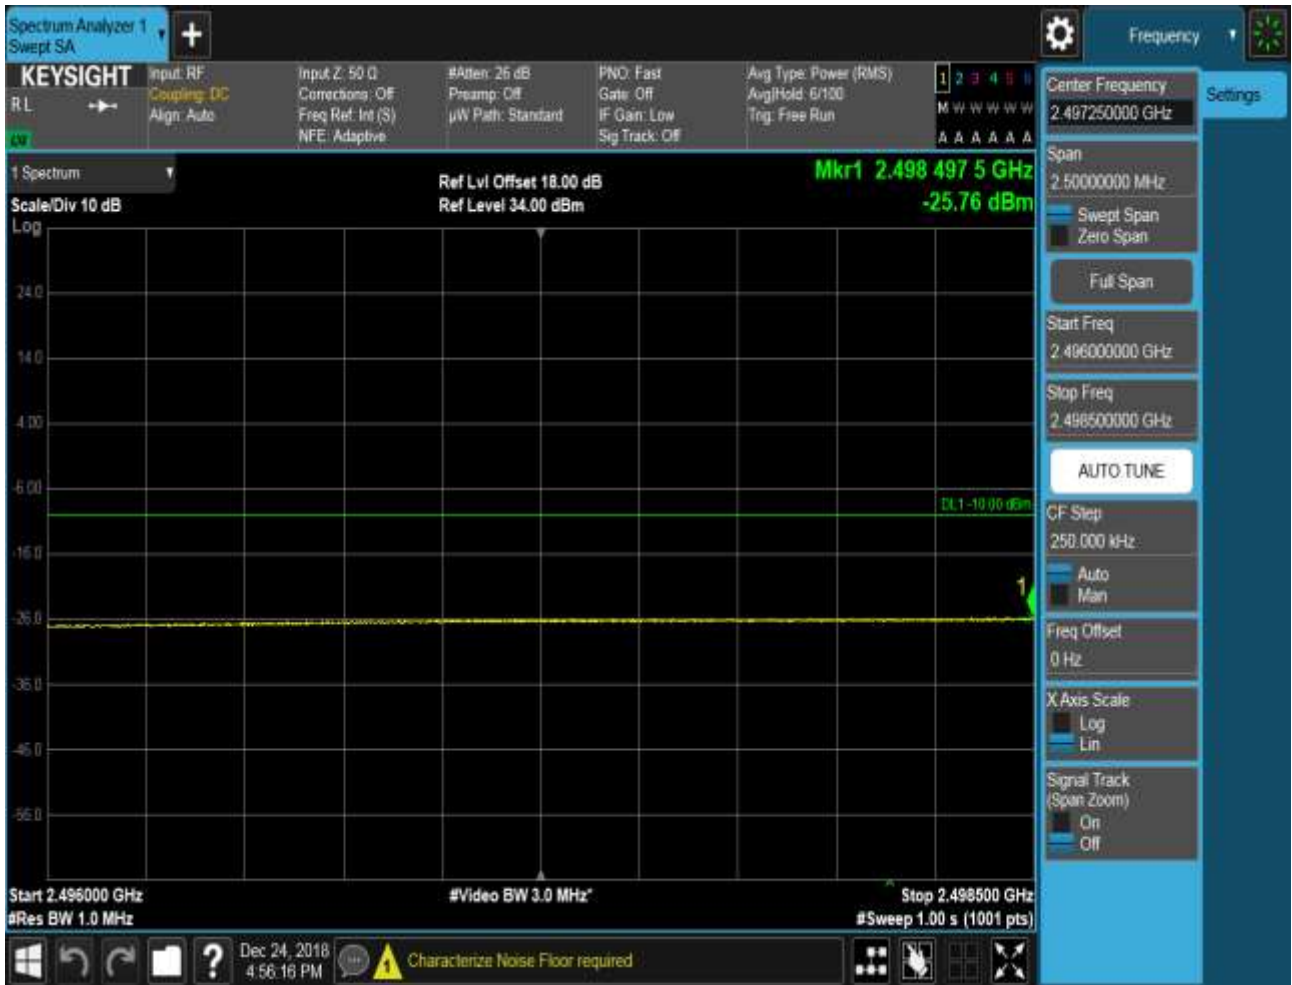 Spectrum Analyzer 1
Swept SA
+
Frequency
KEYSIGHT
RL
LXI
Input: RF
Coupling: DC
Align: Auto
Input Z: 50 Ω
Corrections: Off
Freq Ref: Int (S)
NFE: Adaptive
#Atten: 26 dB
Preamp: Off
µW Path: Standard
PNO: Fast
Gate: Off
IF Gain: Low
Sig Track: Off
Avg Type: Power (RMS)
Avg|Hold: 6/100
Trig: Free Run
1 2 3 4 5 6
M W W W W W
A A A A A A
1 Spectrum
Scale/Div 10 dB
Log
Ref Lvl Offset 18.00 dB
Ref Level 34.00 dBm
Mkr1 2.498 497 5 GHz
-25.76 dBm
24.0
14.0
4.00
-6.00
DL1 -10.00 dBm
-16.0
1
-26.0
-36.0
-46.0
-56.0
Start 2.496000 GHz
#Res BW 1.0 MHz
#Video BW 3.0 MHz*
Stop 2.498500 GHz
#Sweep 1.00 s (1001 pts)
Center Frequency
2.497250000 GHz
Settings
Span
2.50000000 MHz
Swept Span
Zero Span
Full Span
Start Freq
2.496000000 GHz
Stop Freq
2.498500000 GHz
AUTO TUNE
CF Step
250.000 kHz
Auto
Man
Freq Offset
0 Hz
X Axis Scale
Log
Lin
Signal Track
(Span Zoom)
On
Off
?
Dec 24, 2018
4:56:16 PM
1
Characterize Noise Floor required